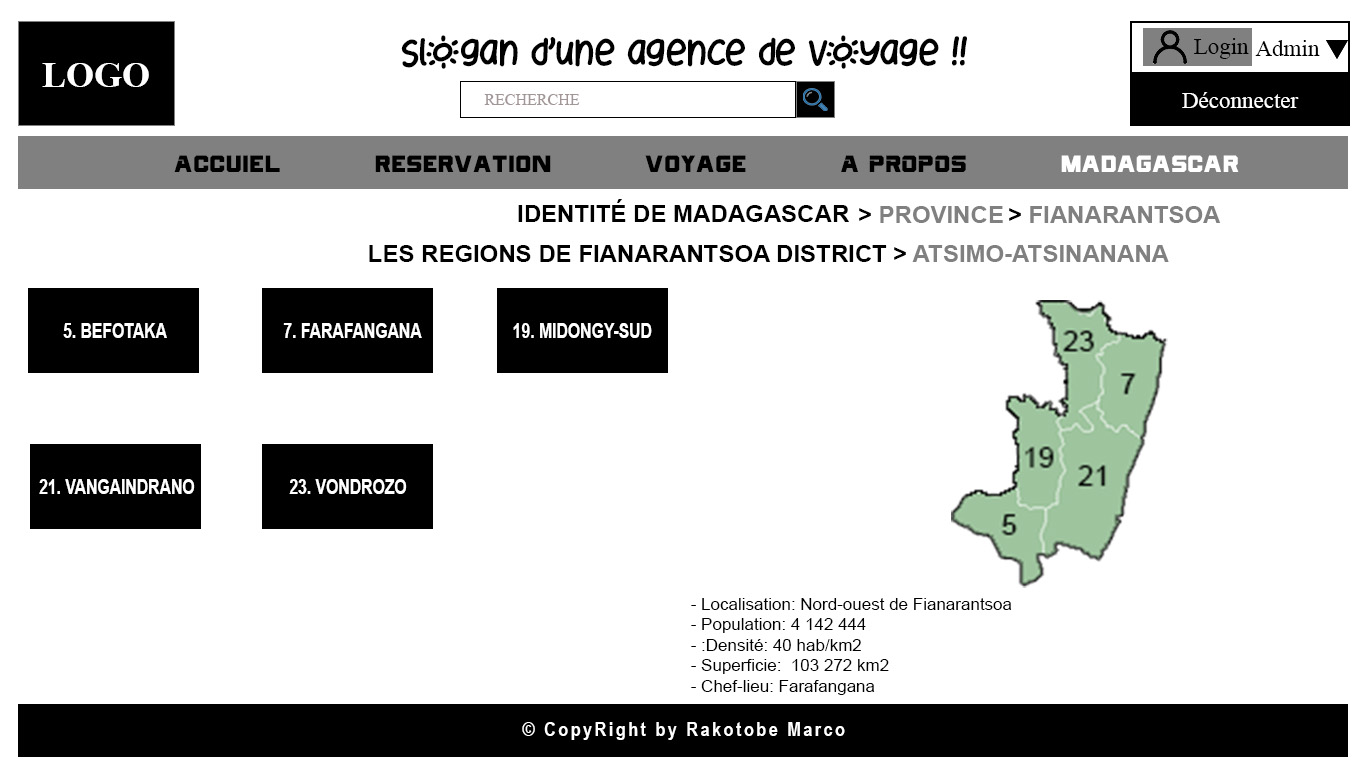 LOGO
slogan d'une agence de voyage !!
RECHERCHE
Login Admin
Déconnecter
ACCUIEL RESERVATION VOYAGE A PROPOS MADAGASCAR
IDENTITÉ DE MADAGASCAR > PROVINCE > FIANARANTSOA
LES REGIONS DE FIANARANTSOA DISTRICT > ATSIMO-ATSINANANA
5. BEFOTAKA
7. FARAFANGANA
19. MIDONGY-SUD
21. VANGAINDRANO
23. VONDROZO
23
7
19
21
5
- Localisation: Nord-ouest de Fianarantsoa
- Population: 4 142 444
- :Densité: 40 hab/km2
- Superficie:  103 272 km2
- Chef-lieu: Farafangana
© CopyRight by Rakotobe Marco